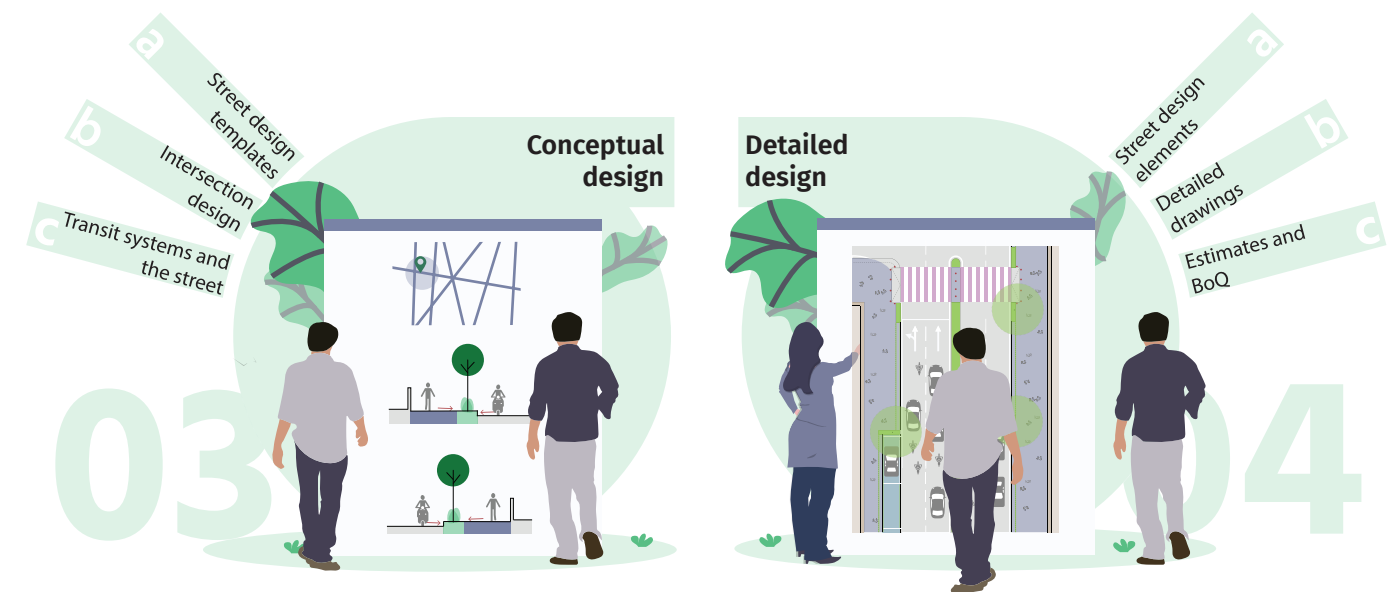 a
Street design
templates
b
Intersection
design
c
Transit systems and
the street
Conceptual
design
03
Detailed
design
a
Street design
elements
b
Detailed
drawings
c
Estimates and
BoQ
04